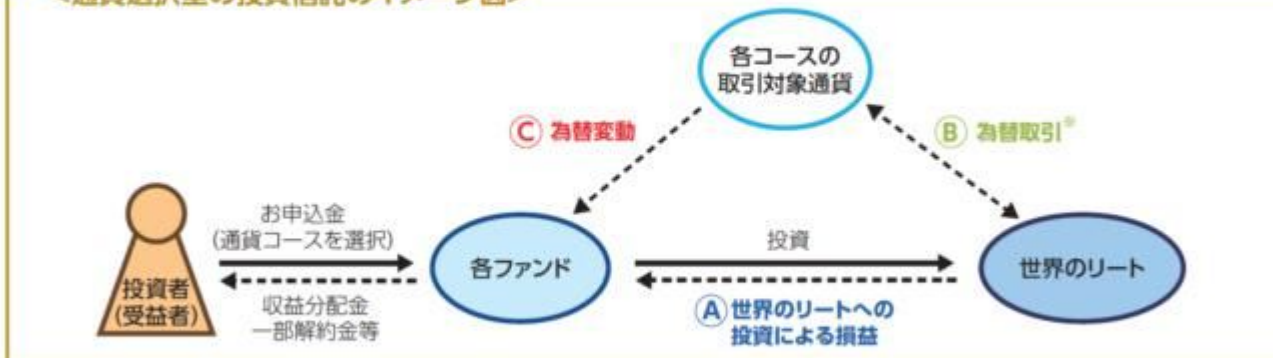 各コースの
取引対象通貨
Ⓒ 為替変動
Ⓑ 為替取引※
お申込金
(通貨コースを選択)
投資者
(受益者)
収益分配金
一部解約金等
各ファンド
投資
Ⓐ 世界のリートへの
投資による損益
世界のリート